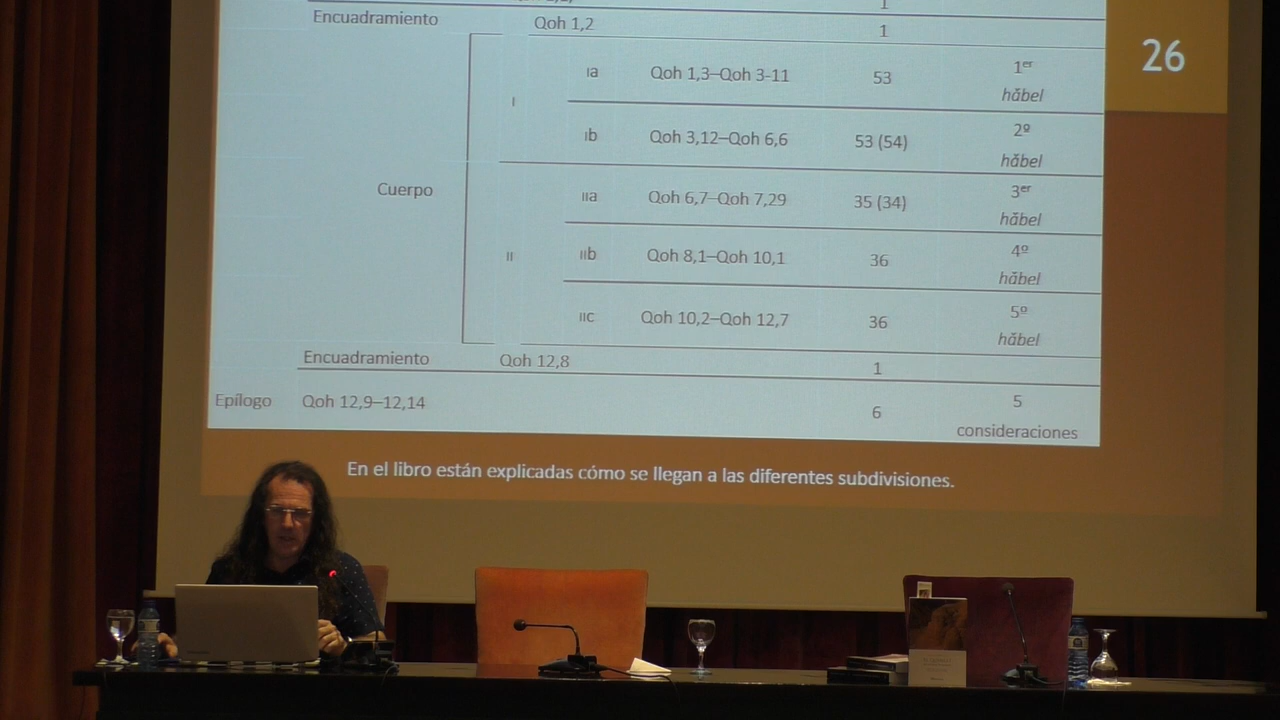 1
Encuadramiento Qoh 1,2 1
26
Ia Qoh 1,3–Qoh 3-11 53 1er
hăbel
I
Ib Qoh 3,12–Qoh 6,6 53 (54) 2º
hăbel
Cuerpo
IIa Qoh 6,7–Qoh 7,29 35 (34) 3er
hăbel
II
IIb Qoh 8,1–Qoh 10,1 36 4º
hăbel
IIc Qoh 10,2–Qoh 12,7 36 5º
hăbel
Encuadramiento Qoh 12,8 1
Epílogo Qoh 12,9–12,14 6 5
consideraciones
En el libro están explicadas cómo se llegan a las diferentes subdivisiones.